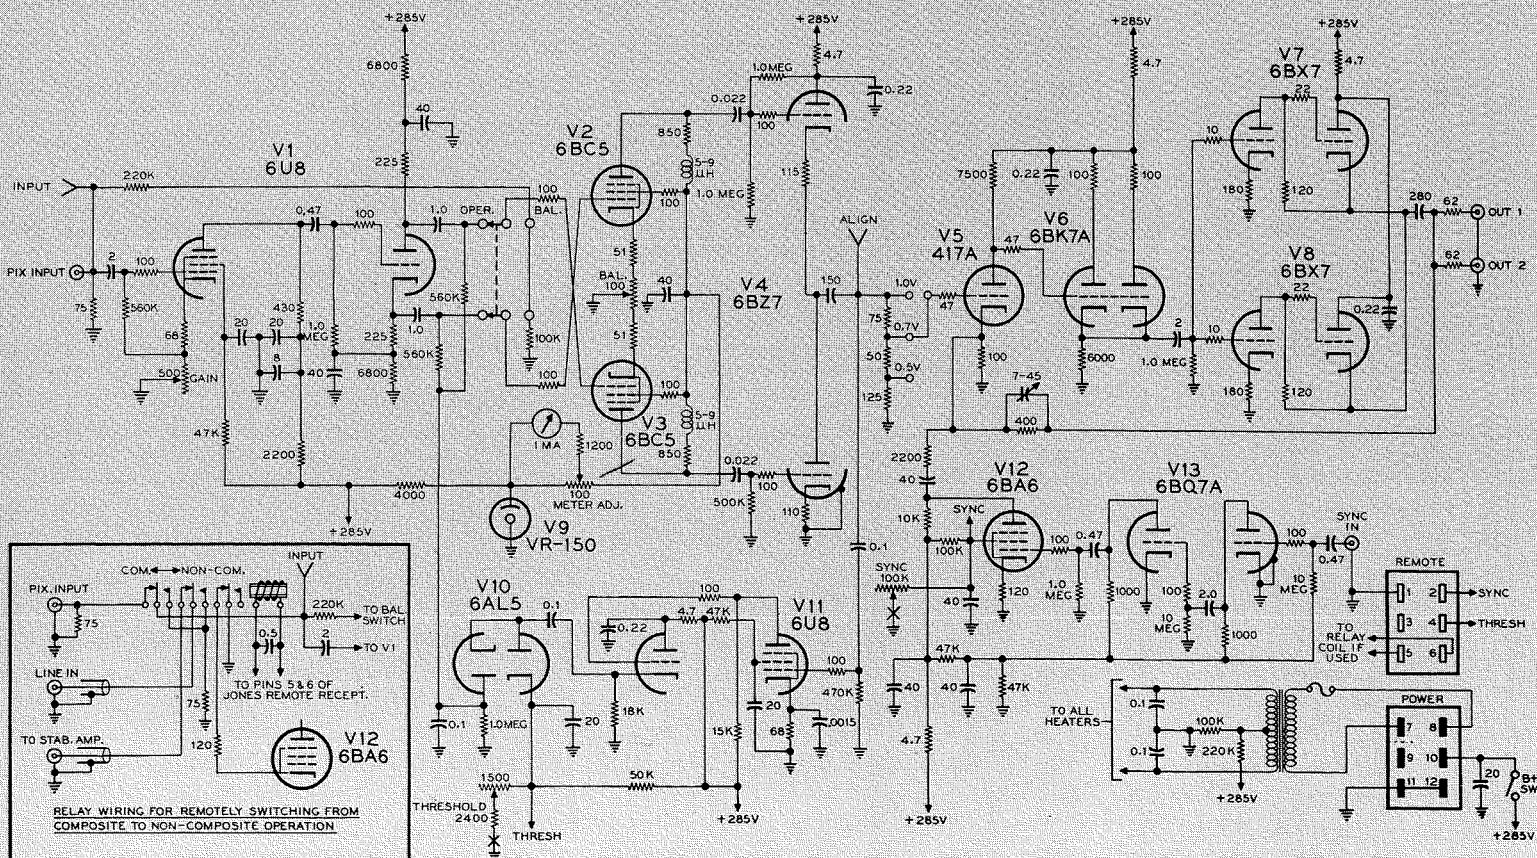 +285V
6800
40
225
V1
6U8
INPUT
220K
0.47
100
1.0
OPER.
BAL.
PIX INPUT
2
100
75
560K
68
500
GAIN
20
20
8
430
1.0
MEG
40
225
6800
1.0
560K
560K
47K
2200
4000
+285V
V2
6BC5
100
100
100K
850
5-9
μH
1.0 MEG
100
51
BAL.
100
40
51
100
5-9
μH
850
V3
6BC5
1 MA
1200
100
METER ADJ.
V9
VR-150
+285V
4.7
1.0 MEG
0.022
100
0.22
115
V4
6BZ7
150
0.022
100
500K
110
ALIGN
1.0V
75
0.7V
50
0.5V
125
0.1
+285V
4.7
7500
0.22
100
100
V5
417A
47
47
100
V6
6BK7A
6000
2
1.0 MEG
7-45
400
+285V
V7
6BX7
22
4.7
10
180
120
V8
6BX7
22
10
180
120
0.22
280
62
OUT 1
62
OUT 2
2200
40
10K
V12
6BA6
SYNC
100K
SYNC
100K
40
120
100
0.47
1.0
MEG
1000
V13
6BQ7A
100
2.0
10
MEG
1000
100
0.47
10
MEG
SYNC
IN
REMOTE
1
2
SYNC
3
4
THRESH
5
6
TO
RELAY
COIL IF
USED
47K
40
40
47K
4.7
+285V
TO ALL
HEATERS
0.1
0.1
100K
220K
+285V
POWER
7
8
9
10
11
12
20
B+
SW
+285V
V10
6AL5
0.1
0.1
1.0MEG
20
1500
THRESHOLD
2400
THRESH
0.22
4.7
47K
100
18K
50K
15K
V11
6U8
20
68
.0015
100
470K
+285V
INPUT
COM.
NON-COM.
PIX. INPUT
75
220K
TO BAL.
SWITCH
0.5
2
TO V1
TO PINS 5&6 OF
JONES REMOTE RECEPT.
LINE IN
75
TO STAB. AMP.
120
V12
6BA6
RELAY WIRING FOR REMOTELY SWITCHING FROM
COMPOSITE TO NON-COMPOSITE OPERATION